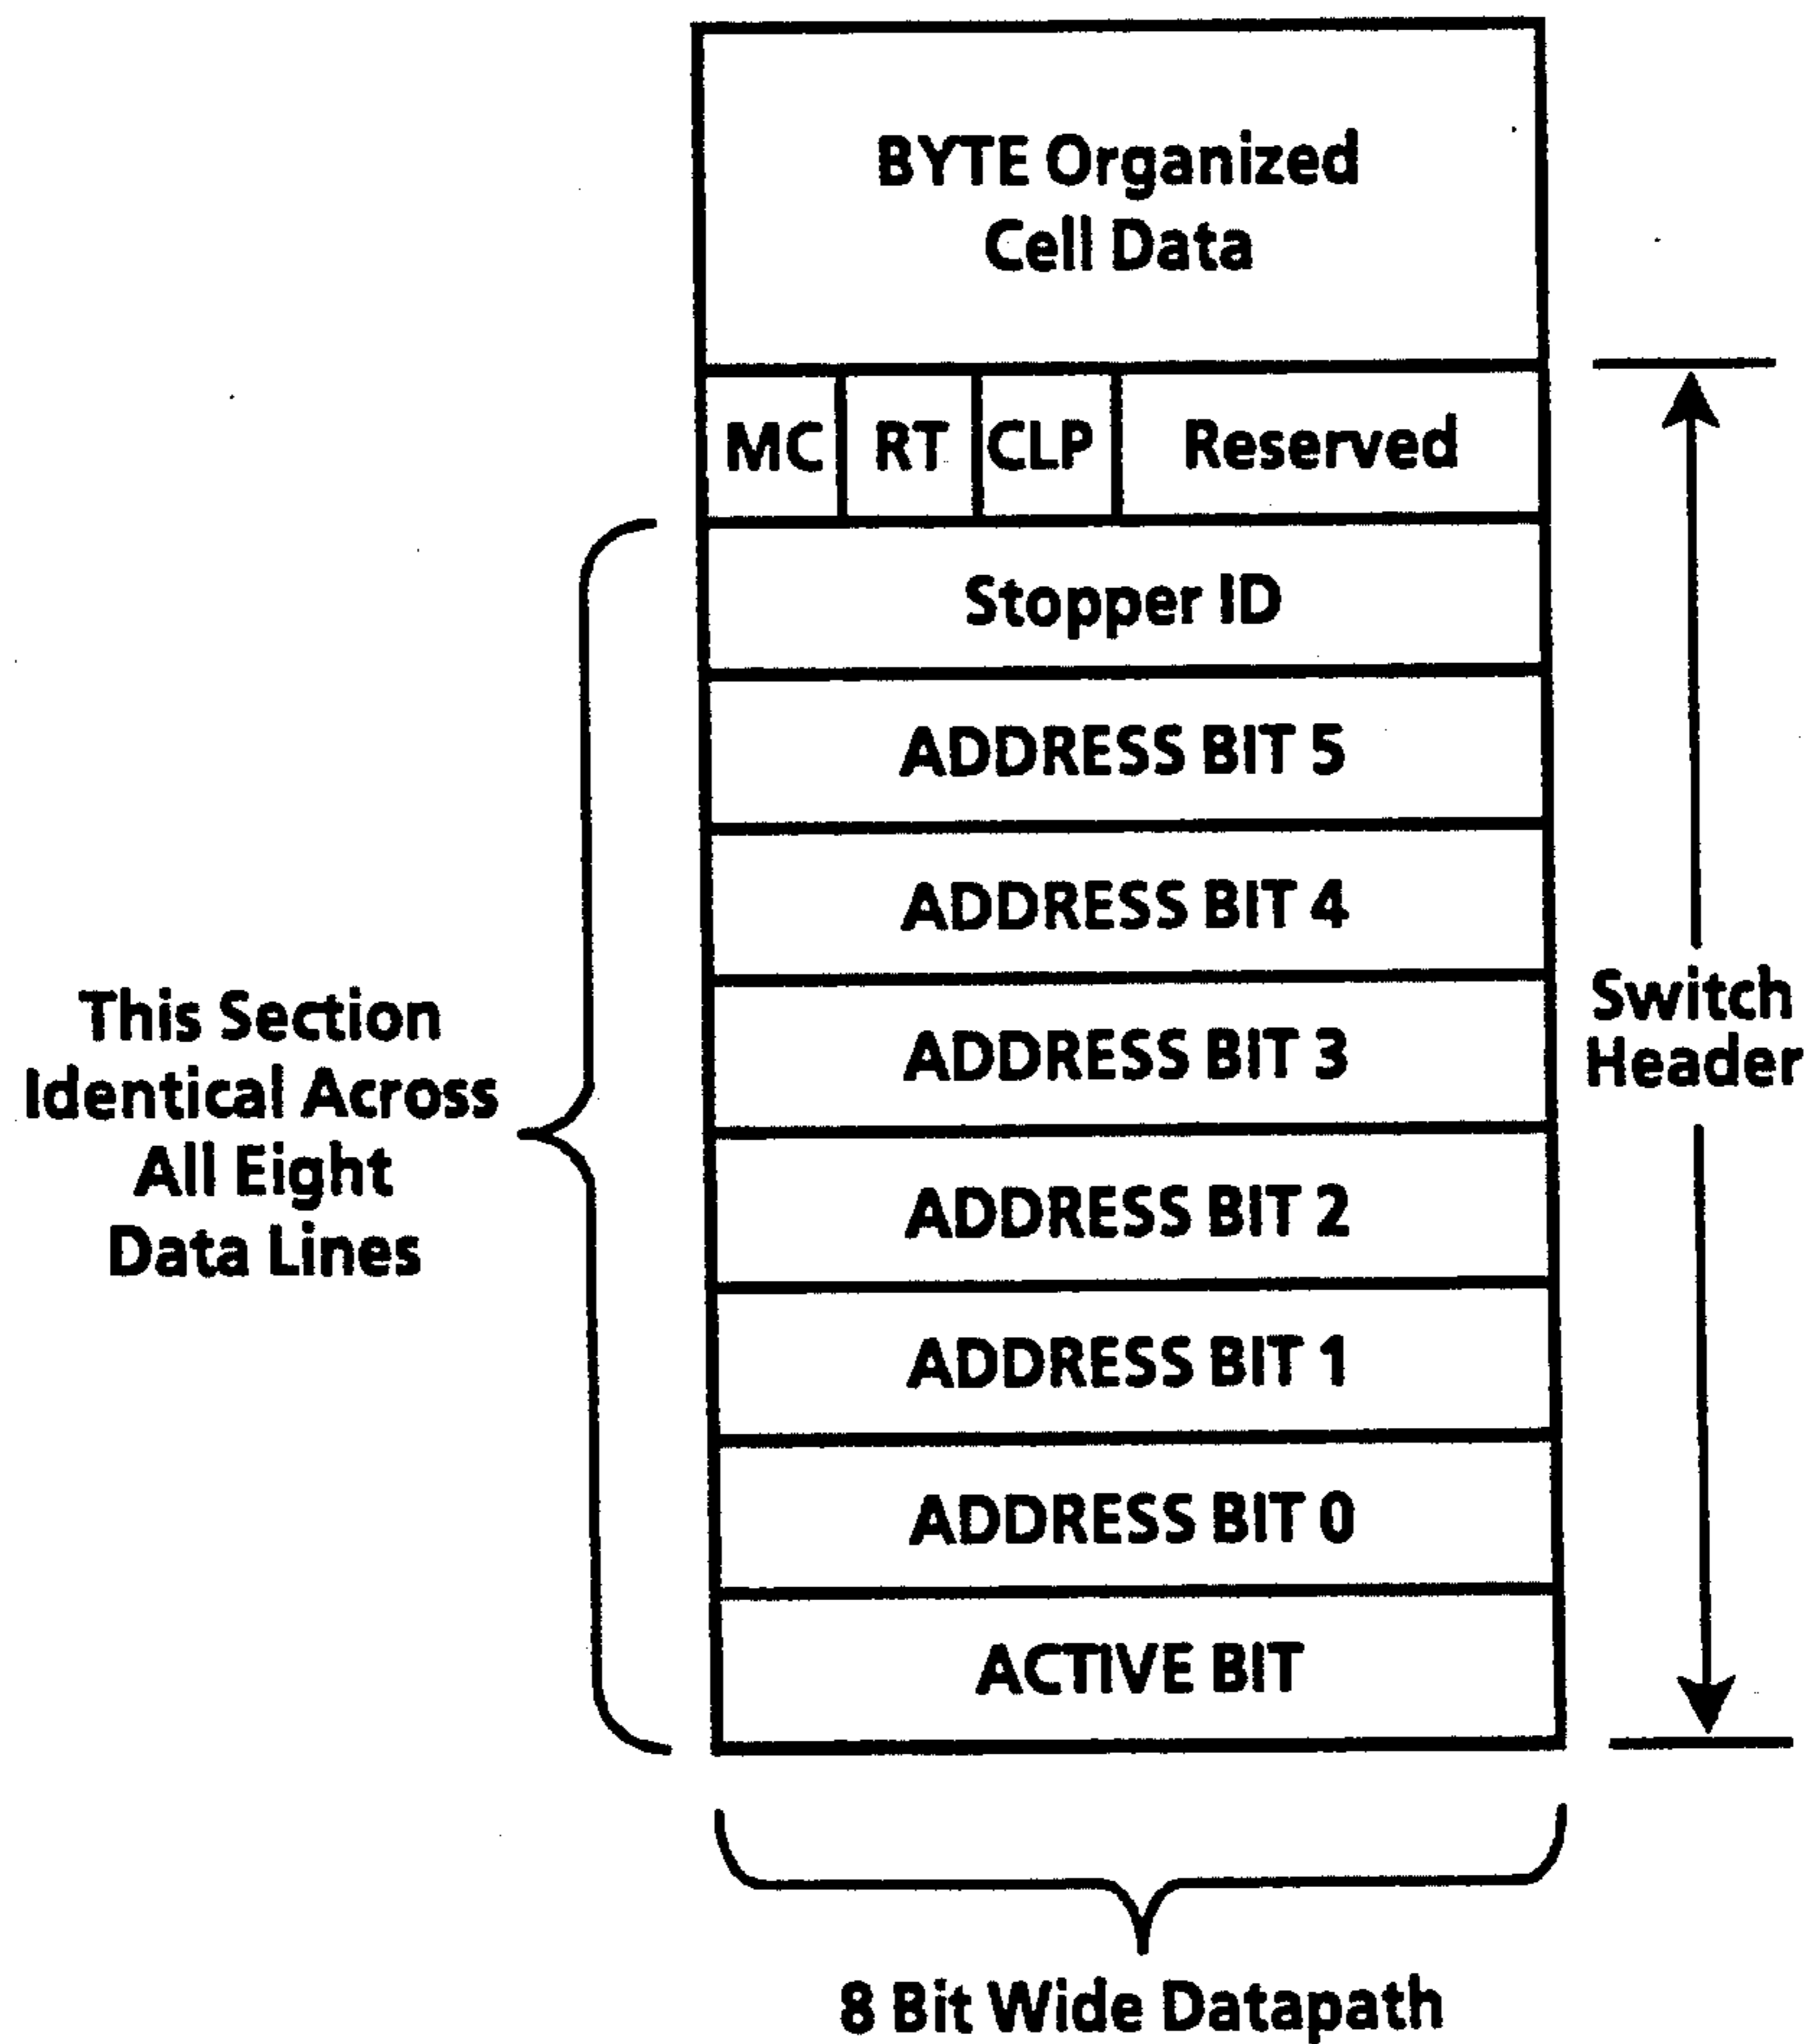 BYTE Organized
Cell Data
MC RT CLP Reserved
Stopper ID
ADDRESS BIT 5
ADDRESS BIT 4
ADDRESS BIT 3
ADDRESS BIT 2
ADDRESS BIT 1
ADDRESS BIT 0
ACTIVE BIT
This Section
Identical Across
All Eight
Data Lines
Switch
Header
8 Bit Wide Datapath